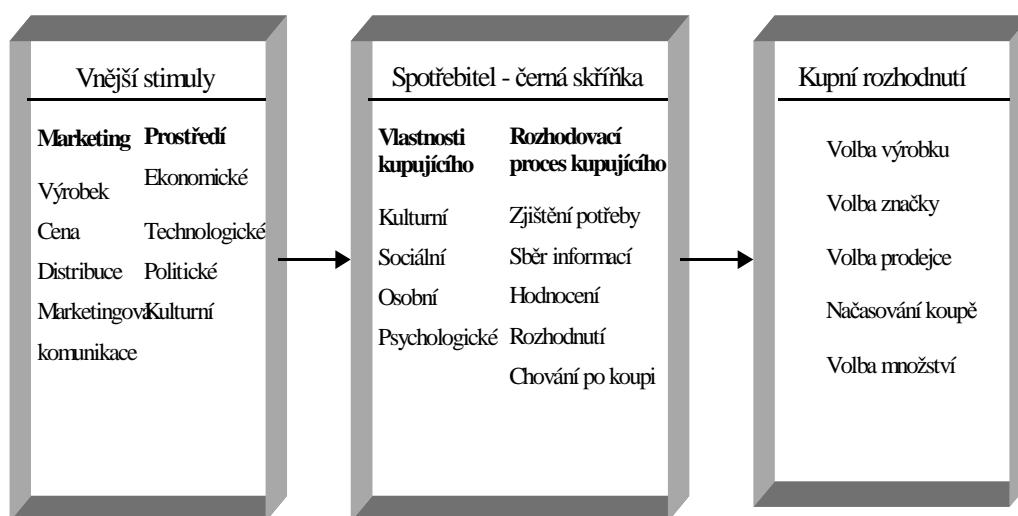 Vnější stimuly
Marketing
Výrobek
Cena
Distribuce
Marketingová
komunikace
Prostředí
Ekonomické
Technologické
Politické
Kulturní
Spotřebitel - černá skříňka
Vlastnosti
kupujícího
Kulturní
Sociální
Osobní
Psychologické
Rozhodovací
proces kupujícího
Zjištění potřeby
Sběr informací
Hodnocení
Rozhodnutí
Chování po koupi
Kupní rozhodnutí
Volba výrobku
Volba značky
Volba prodejce
Načasování koupě
Volba množství